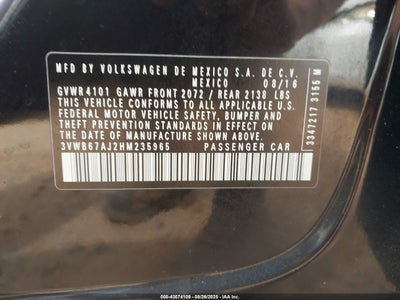 MFD BY VOLKSWAGEN DE MEXICO S.A. DE C.V.
MEXICO 08/16
GVWR 4101 GAWR FRONT 2072 / REAR 2138 LBS
THIS VEHICLE CONFORMS TO ALL APPLICABLE U.S.
FEDERAL MOTOR VEHICLE SAFETY, BUMPER AND
THEFT PREVENTION STANDARDS IN EFFECT ON THE
DATE OF MANUFACTURE SHOWN ABOVE.
3VWB67AJ2HM235965 PASSENGER CAR
3347217 3155 M
000-43074109 - 08/26/2025 - IAA Inc.